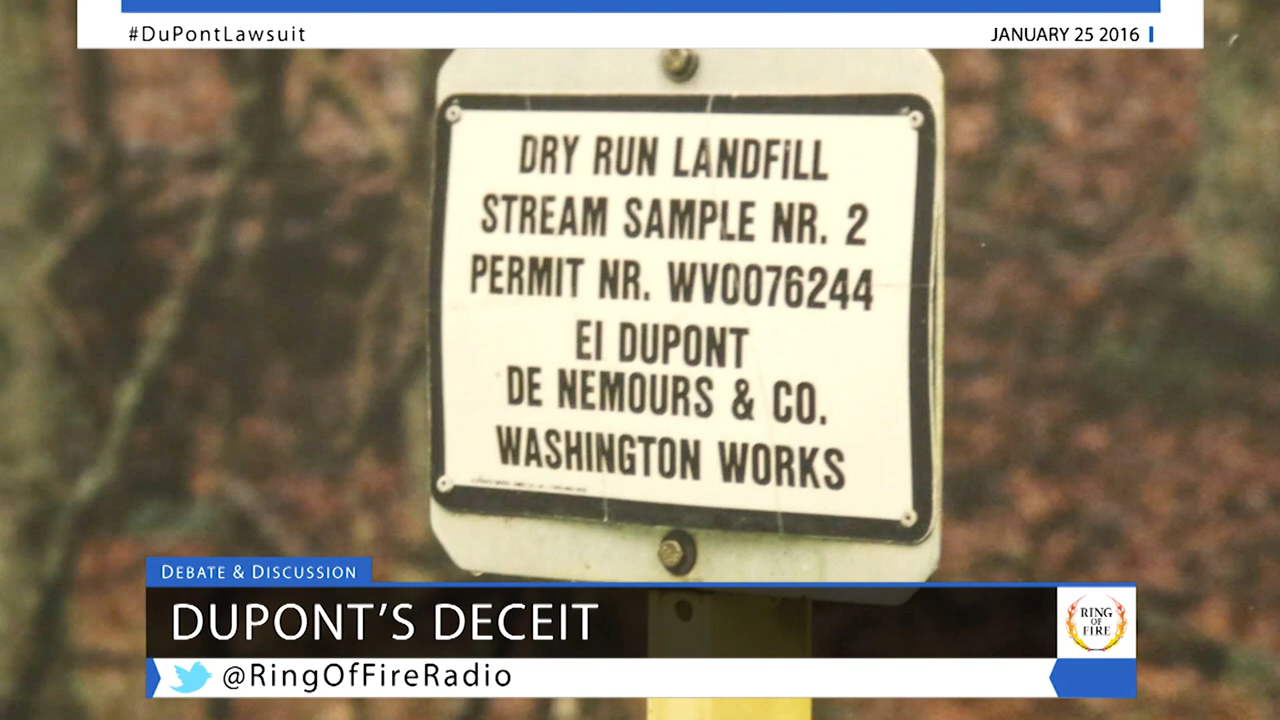 #DuPontLawsuit
JANUARY 25 2016
DRY RUN LANDFILL
STREAM SAMPLE NR. 2
PERMIT NR. WV0076244
EI DUPONT
DE NEMOURS & CO.
WASHINGTON WORKS
DEBATE & DISCUSSION
DUPONT’S DECEIT
RING
OF
FIRE
@RingOfFireRadio